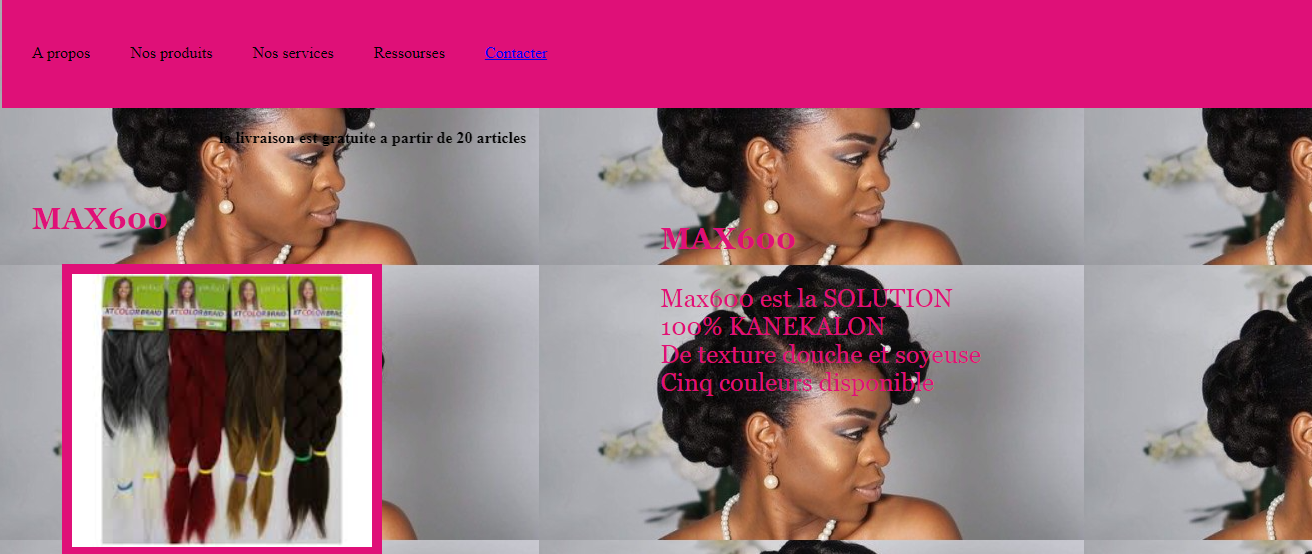 A propos Nos produits Nos services Ressourses Contacter
la livraison est gratuite a partir de 20 articles
MAX600
MAX600
Max600 est la SOLUTION
100% KANEKALON
De texture douche et soyeuse
Cinq couleurs disponible
XT COLOR BRAID XT COLOR BRAID XT COLOR BRAID XT COLOR BRAID